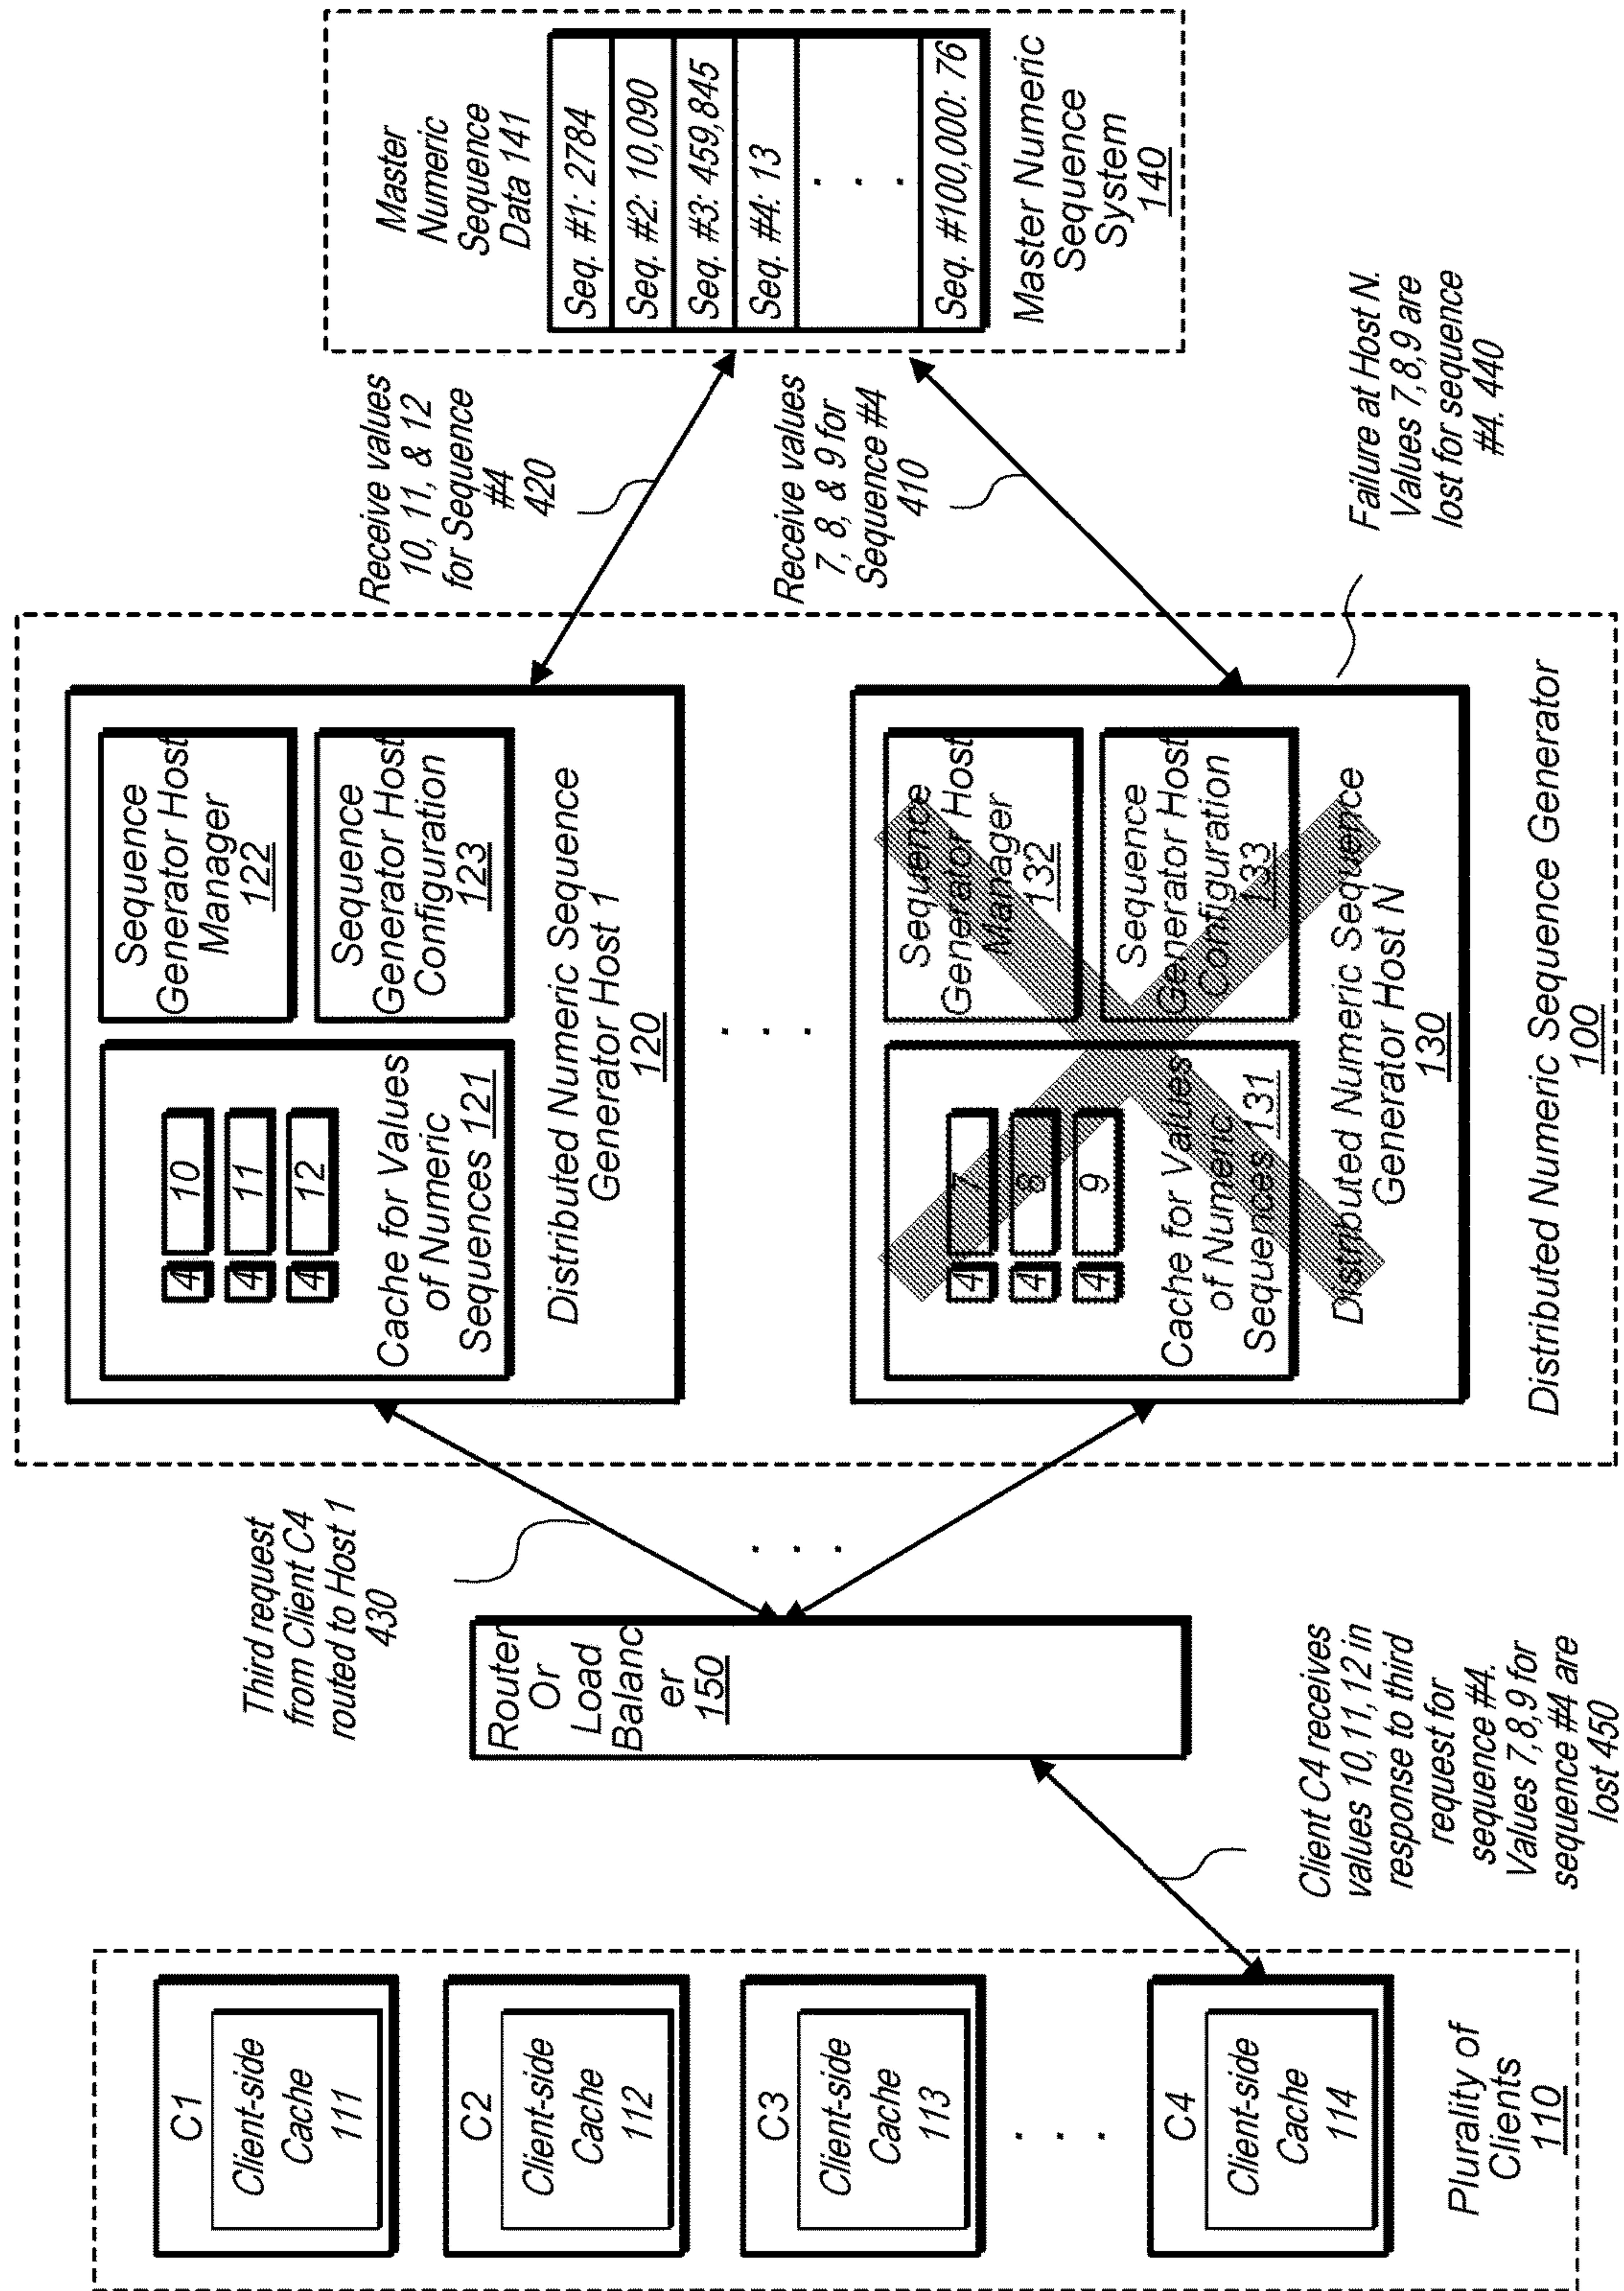 C1
Client-side
Cache
111
C2
Client-side
Cache
112
C3
Client-side
Cache
113
. . .
C4
Client-side
Cache
114
Plurality of
Clients
110
Third request
from Client C4
routed to Host 1
430
Router
Or
Load
Balanc
er
150
. . .
Client C4 receives
values 10,11,12 in
response to third
request for
sequence #4.
Values 7,8,9 for
sequence #4 are
lost 450
4 10
4 11
4 12
Cache for Values
of Numeric
Sequences 121
Sequence
Generator Host
Manager
122
Sequence
Generator Host
Configuration
123
Distributed Numeric Sequence
Generator Host 1
120
. . .
4 7
4 8
4 9
Cache for Values
of Numeric
Sequences 131
Sequence
Generator Host
Manager
132
Sequence
Generator Host
Configuration
133
Distributed Numeric Sequence
Generator Host N
130
Distributed Numeric Sequence Generator
100
Receive values
10, 11, & 12
for Sequence
#4
420
Receive values
7, 8, & 9 for
Sequence #4
410
Failure at Host N.
Values 7,8,9 are
lost for sequence
#4. 440
Master
Numeric
Sequence
Data 141
Seq. #1: 2784
Seq. #2: 10,090
Seq. #3: 459,845
Seq. #4: 13
. . .
Seq. #100,000: 76
Master Numeric
Sequence
System
140